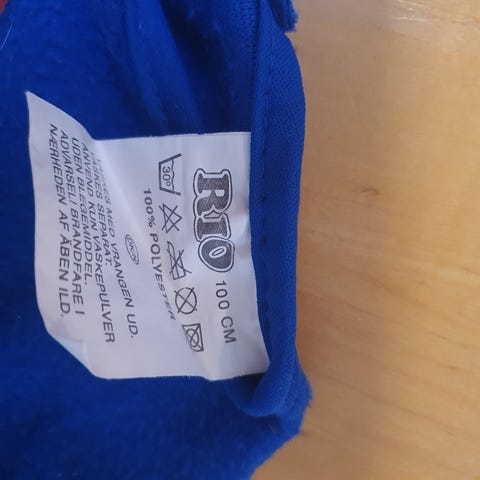 RIO 100 CM
30°
100% POLYESTER
MED VRANGEN UD.
VASKES SEPARAT.
ANVEND KUN VASKEPULVER
UDEN BLEGEMIDDEL.
ADVARSEL! BRANDFARE I
NÆRHEDEN AF ÅBEN ILD.